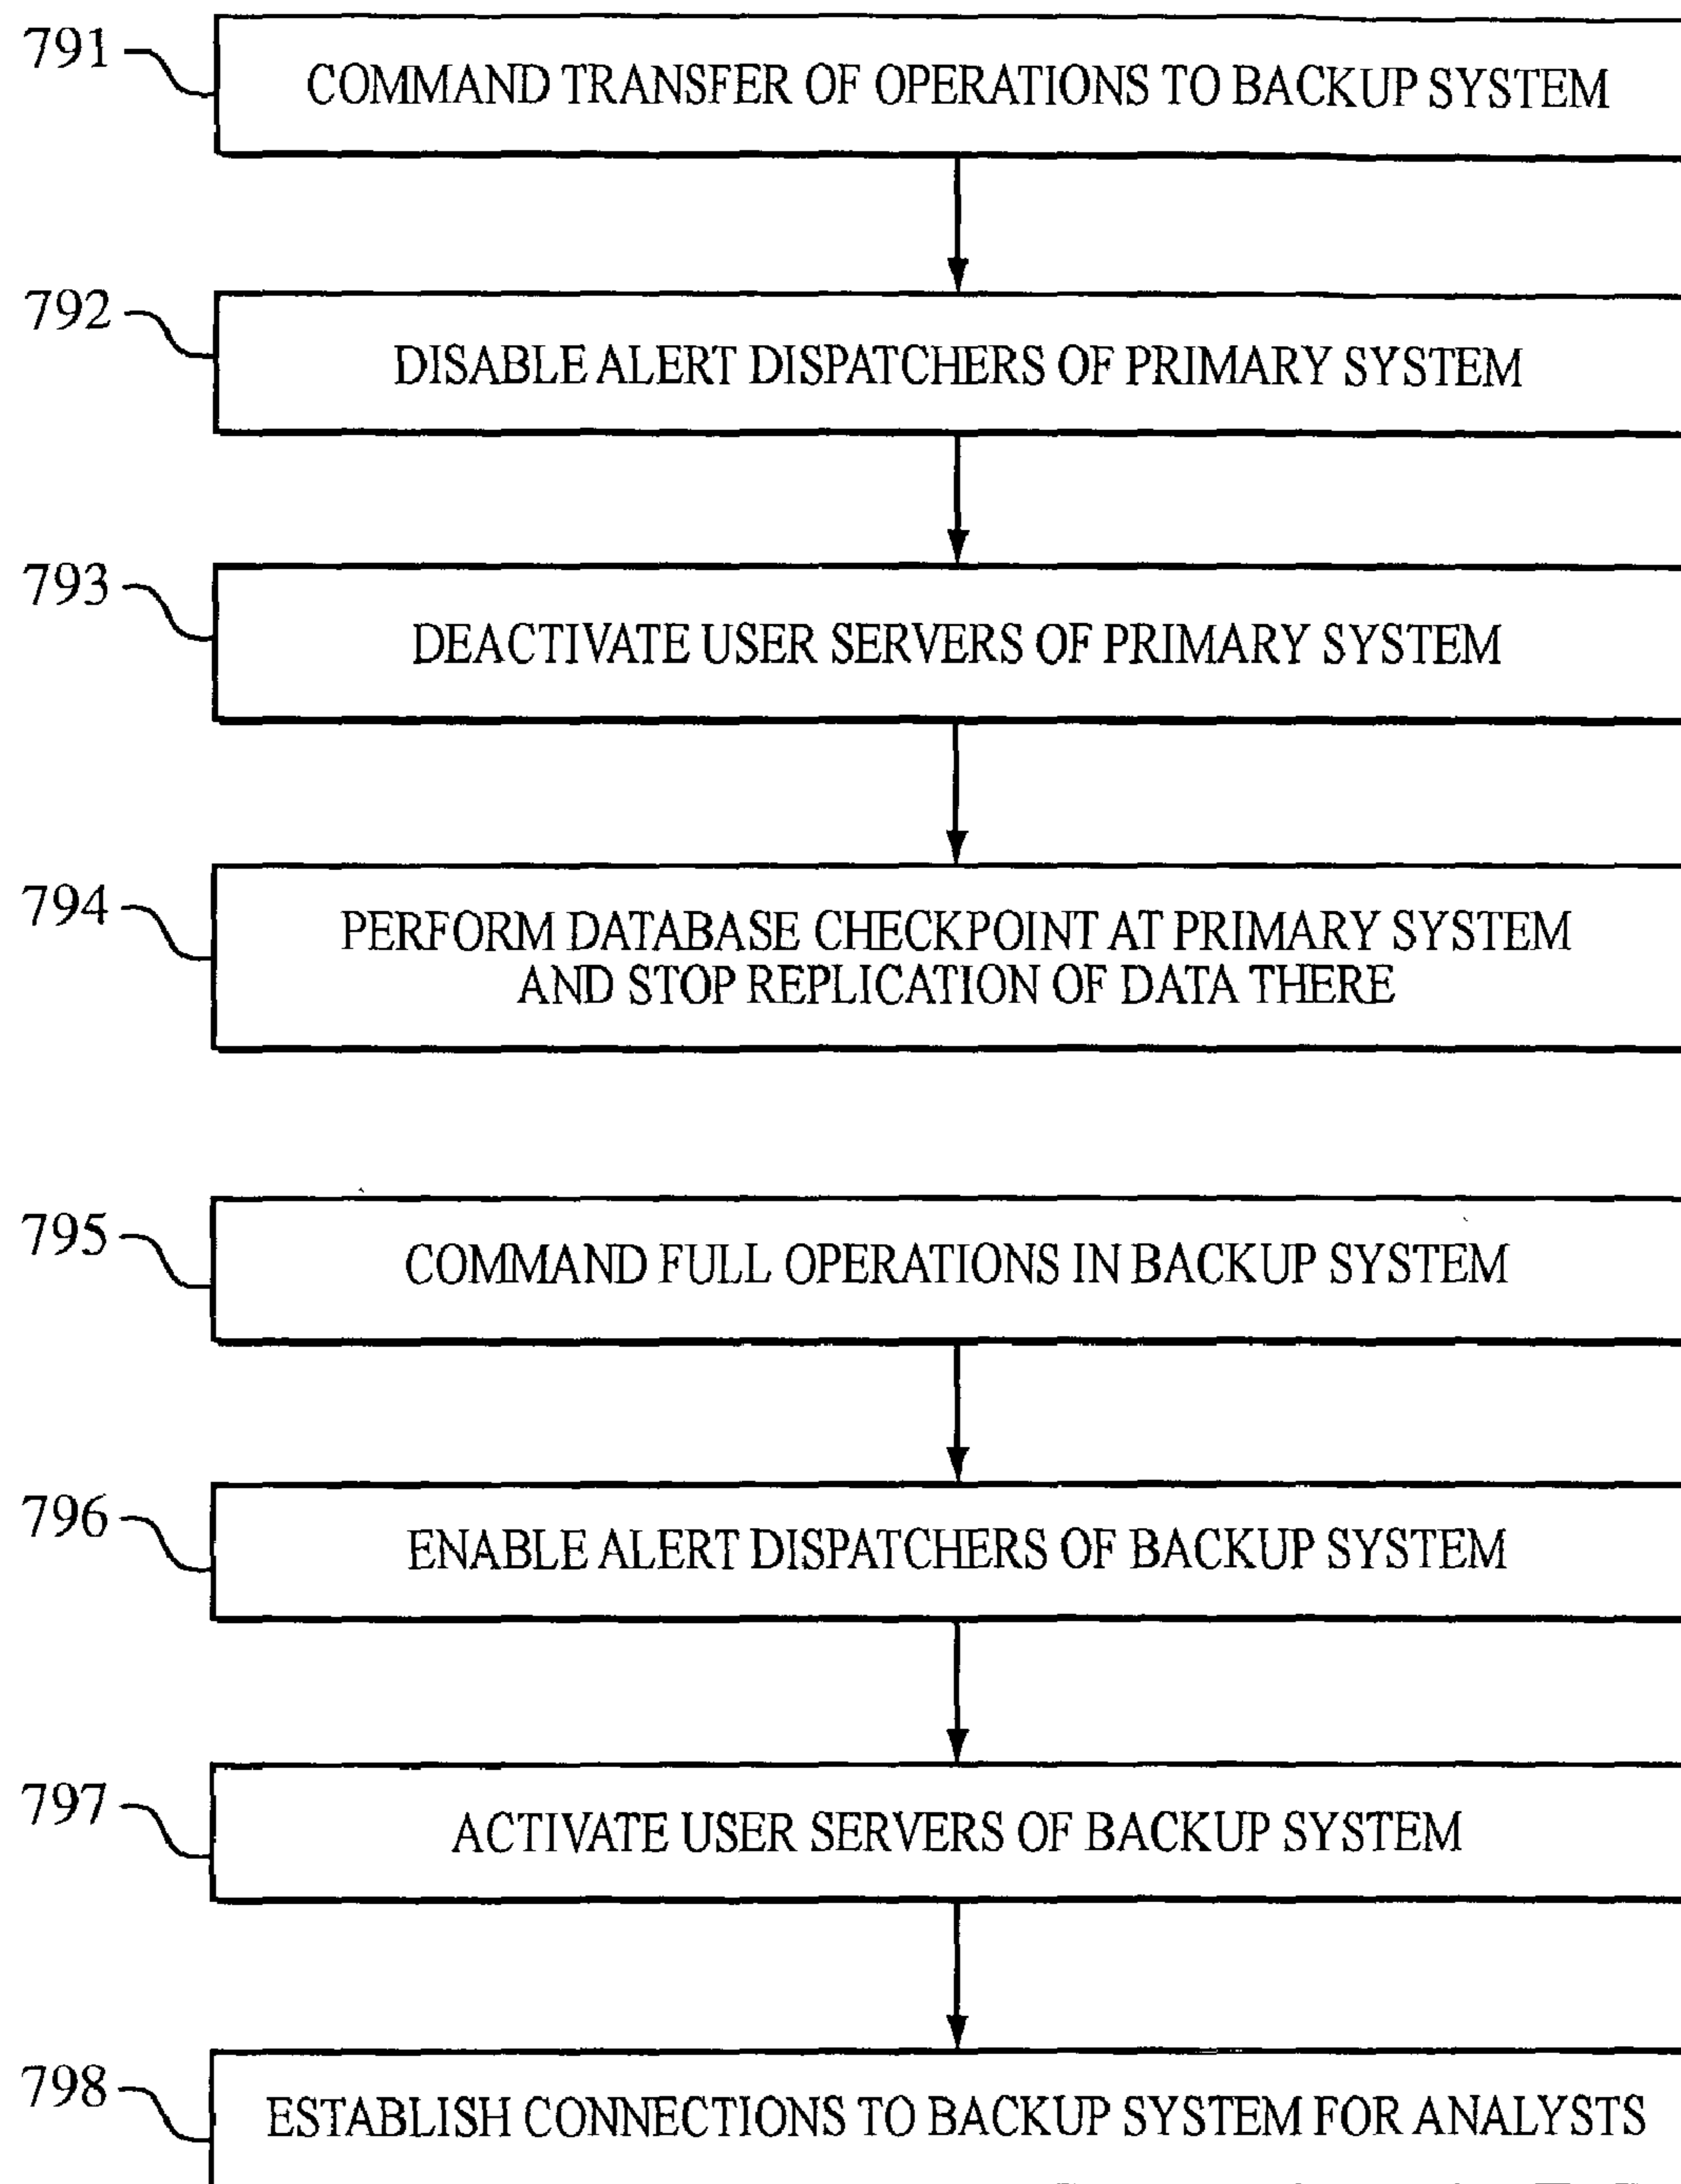 791
COMMAND TRANSFER OF OPERATIONS TO BACKUP SYSTEM
792
DISABLE ALERT DISPATCHERS OF PRIMARY SYSTEM
793
DEACTIVATE USER SERVERS OF PRIMARY SYSTEM
794
PERFORM DATABASE CHECKPOINT AT PRIMARY SYSTEM
AND STOP REPLICATION OF DATA THERE
795
COMMAND FULL OPERATIONS IN BACKUP SYSTEM
796
ENABLE ALERT DISPATCHERS OF BACKUP SYSTEM
797
ACTIVATE USER SERVERS OF BACKUP SYSTEM
798
ESTABLISH CONNECTIONS TO BACKUP SYSTEM FOR ANALYSTS